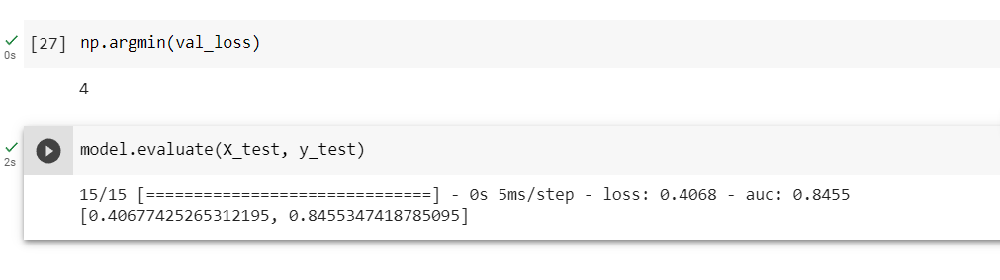 [27] np.argmin(val_loss)
0s
4
model.evaluate(X_test, y_test)
2s
15/15 [==============================] - 0s 5ms/step - loss: 0.4068 - auc: 0.8455
[0.40677425265312195, 0.8455347418785095]